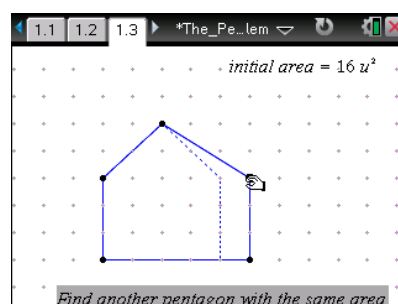 1.1 1.2 1.3 *The_Pe…lem
initial area = 16 u²
Find another pentagon with the same area